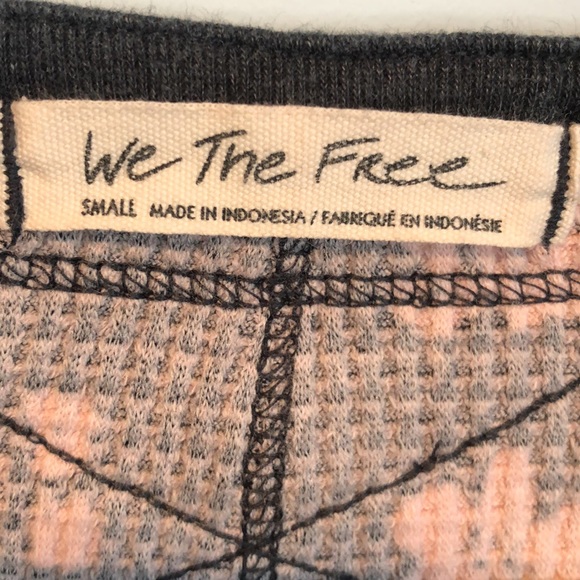 We The Free
SMALL MADE IN INDONESIA / FABRIQUÉ EN INDONÉSIE